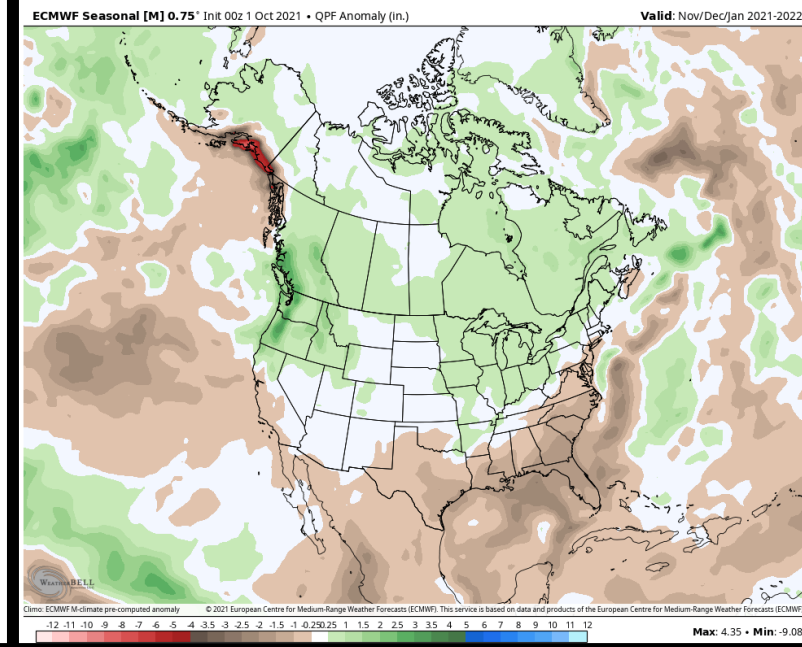 ECMWF Seasonal [M] 0.75° Init 00z 1 Oct 2021 • QPF Anomaly (in.)
Valid: Nov/Dec/Jan 2021-2022
WEATHERBELL
Climo: ECMWF M-climate pre-computed anomaly
© 2021 European Centre for Medium-Range Weather Forecasts (ECMWF). This service is based on data and products of the European Centre for Medium-Range Weather Forecasts (ECMWF)
-12 -11 -10 -9 -8 -7 -6 -5 -4 -3.5 -3 -2.5 -2 -1.5 -1 -0.25 0.25 1 1.5 2 2.5 3 3.5 4 5 6 7 8 9 10 11 12
Max: 4.35 • Min: -9.08